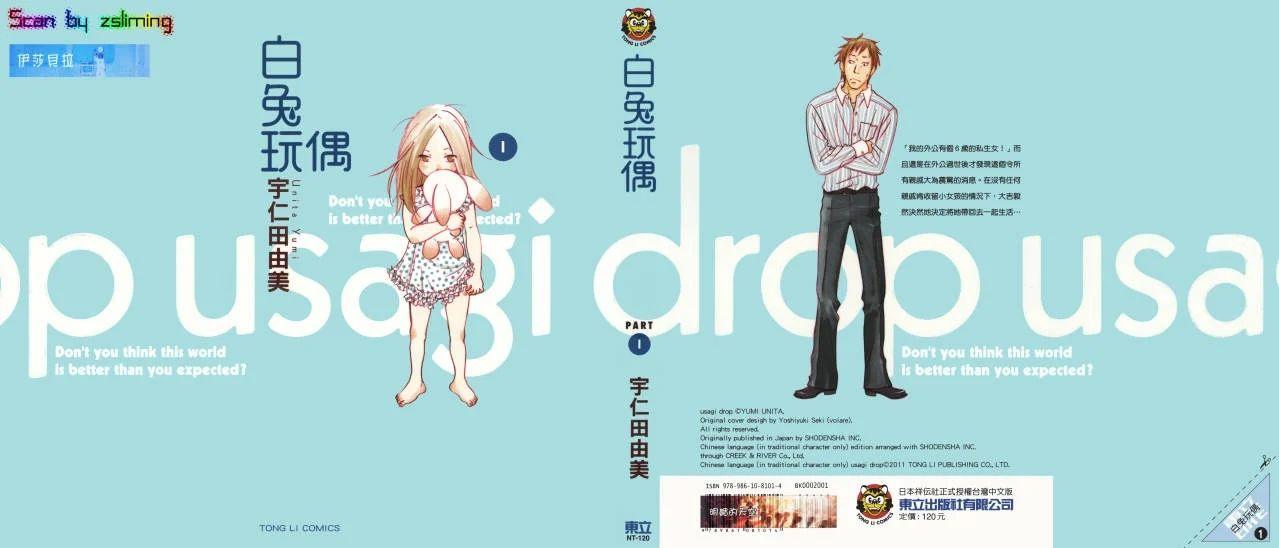 Scan by zsliming
伊莎貝拉
白兔玩偶
宇仁田由美
Unita Yumi
1
Don't you
d
is better th
ected?
op usagi drop usa
Don't you think this world
is better than you expected?
TONG LI COMICS
TONG LI COMICS
白兔玩偶
PART
1
宇仁田由美
東立
NT-120
「我的外公有個6歲的私生女！」而
且還是在外公過世後才發現這個令所
有親戚大為震驚的消息。在沒有任何
親戚肯收留小女孩的情況下，大吉毅
然決然地決定將她帶回去一起生活…
Don't you think this world
is better than you expected?
usagi drop ©YUMI UNITA.
Original cover desigh by Yoshiyuki Seki (volare).
All rights reserved.
Originally published in Japan by SHODENSHA INC.
Chinese language (in traditional character only) edition arranged with SHODENSHA INC.
through CREEK & RIVER Co., Ltd.
Chinese language (in traditional character only) usagi drop©2011 TONG LI PUBLISHING CO., LTD.
ISBN 978-986-10-8101-4 BK0002001
TONG LI COMICS
日本祥伝社正式授權台灣中文版
東立出版社有限公司
定價：120元
白兔玩偶
1